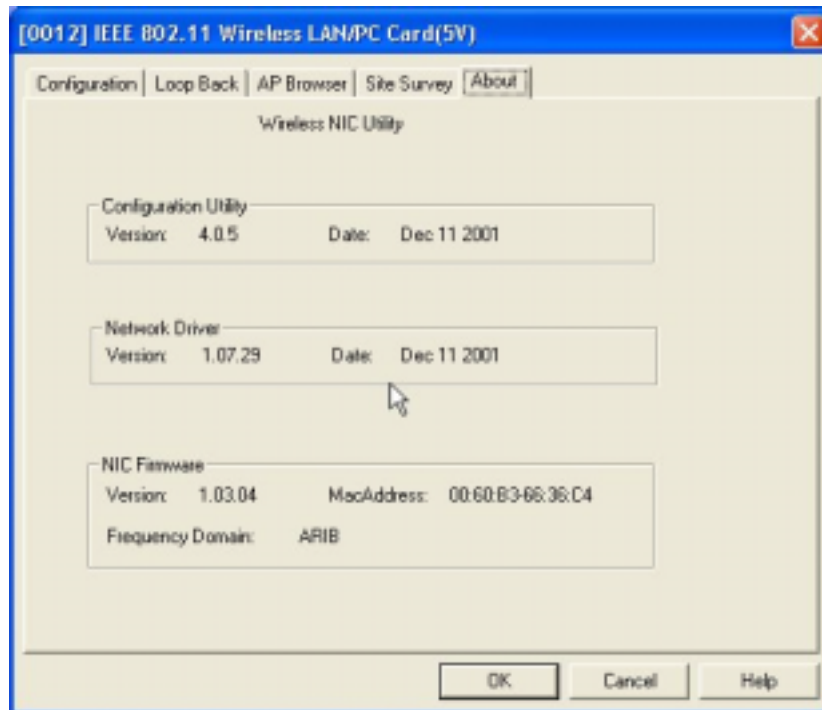 [0012] IEEE 802.11 Wireless LAN/PC Card(5V)
Configuration Loop Back AP Browser Site Survey About
Wireless NIC Utility
Configuration Utility
Version: 4.0.5 Date: Dec 11 2001
Network Driver
Version: 1.07.29 Date: Dec 11 2001
NIC Firmware
Version: 1.03.04 MacAddress: 00:60:B3-66:36:C4
Frequency Domain: ARIB
OK Cancel Help